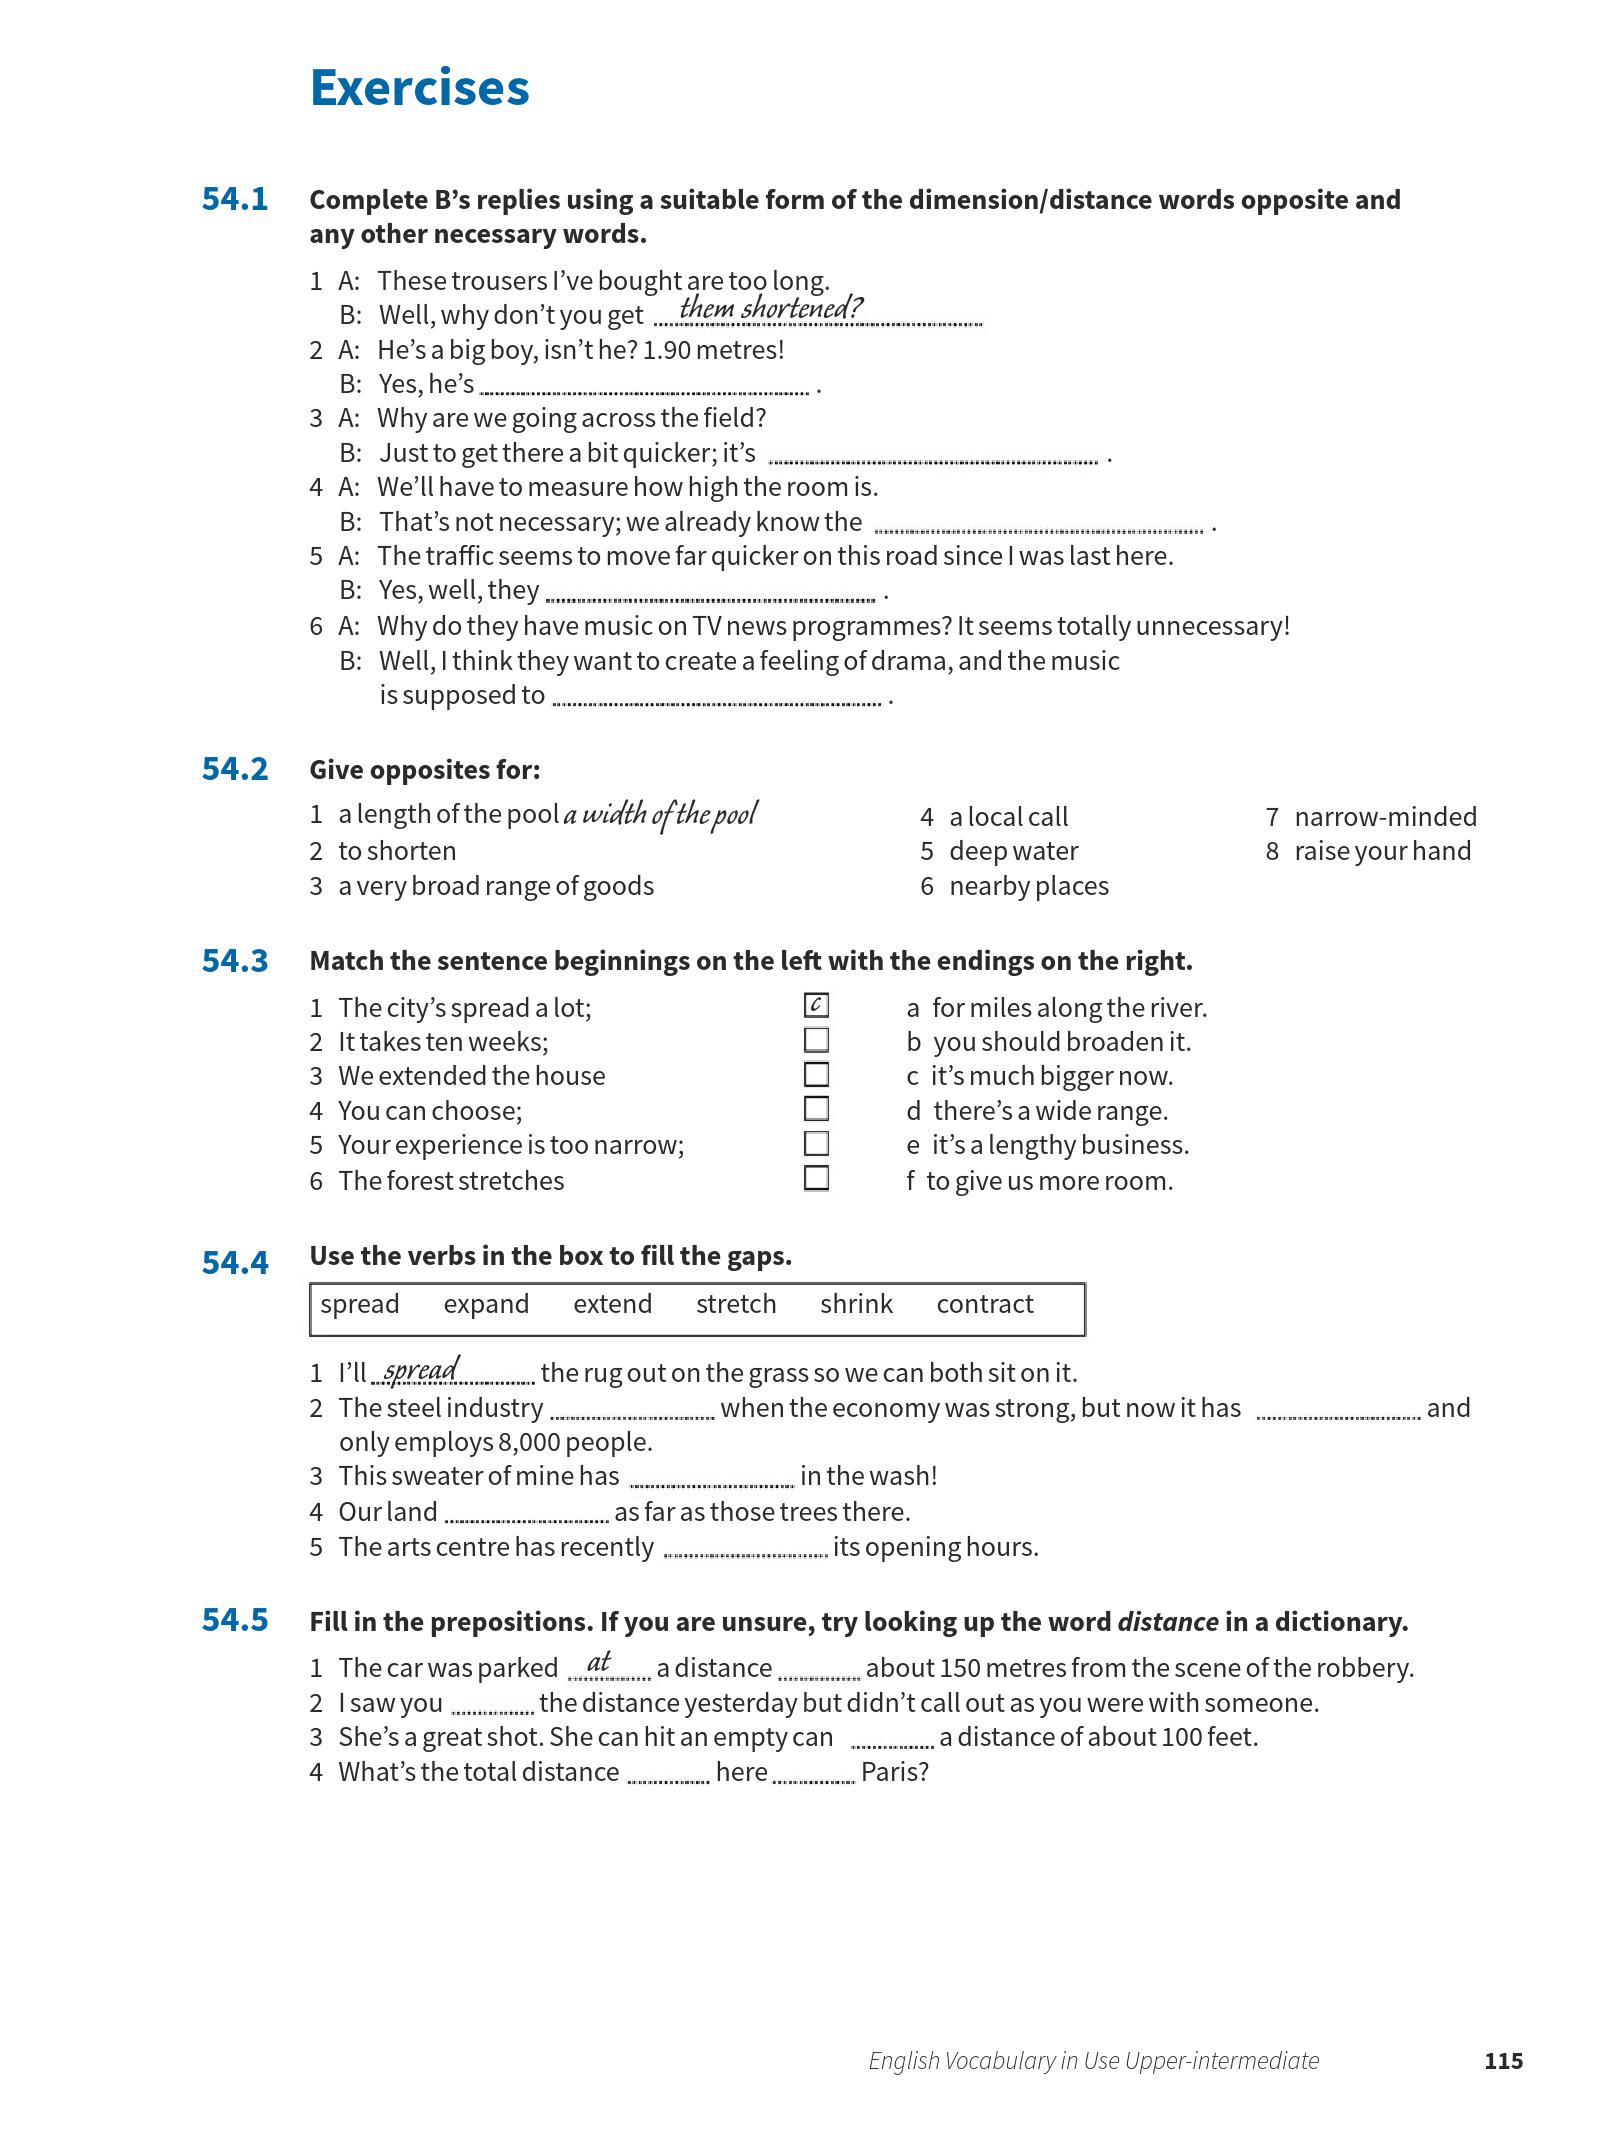 Exercises
54.1 Complete B's replies using a suitable form of the dimension/distance words opposite and
any other necessary words.
1 A: These trousers I've bought are too long.
B: Well, why don't you get them shortened?
2 A: He's a big boy, isn't he? 1.90 metres!
B: Yes, he's .
3 A: Why are we going across the field?
B: Just to get there a bit quicker; it's .
4 A: We'll have to measure how high the room is.
B: That's not necessary; we already know the .
5 A: The traffic seems to move far quicker on this road since I was last here.
B: Yes, well, they .
6 A: Why do they have music on TV news programmes? It seems totally unnecessary!
B: Well, I think they want to create a feeling of drama, and the music
is supposed to .
54.2 Give opposites for:
1 a length of the pool a width of the pool
2 to shorten
3 a very broad range of goods
4 a local call
5 deep water
6 nearby places
7 narrow-minded
8 raise your hand
54.3 Match the sentence beginnings on the left with the endings on the right.
1 The city's spread a lot; c a for miles along the river.
2 It takes ten weeks; b you should broaden it.
3 We extended the house c it's much bigger now.
4 You can choose; d there's a wide range.
5 Your experience is too narrow; e it's a lengthy business.
6 The forest stretches f to give us more room.
54.4 Use the verbs in the box to fill the gaps.
spread expand extend stretch shrink contract
1 I'll spread the rug out on the grass so we can both sit on it.
2 The steel industry when the economy was strong, but now it has and
only employs 8,000 people.
3 This sweater of mine has in the wash!
4 Our land as far as those trees there.
5 The arts centre has recently its opening hours.
54.5 Fill in the prepositions. If you are unsure, try looking up the word distance in a dictionary.
1 The car was parked at a distance about 150 metres from the scene of the robbery.
2 I saw you the distance yesterday but didn't call out as you were with someone.
3 She's a great shot. She can hit an empty can a distance of about 100 feet.
4 What's the total distance here Paris?
English Vocabulary in Use Upper-intermediate 115